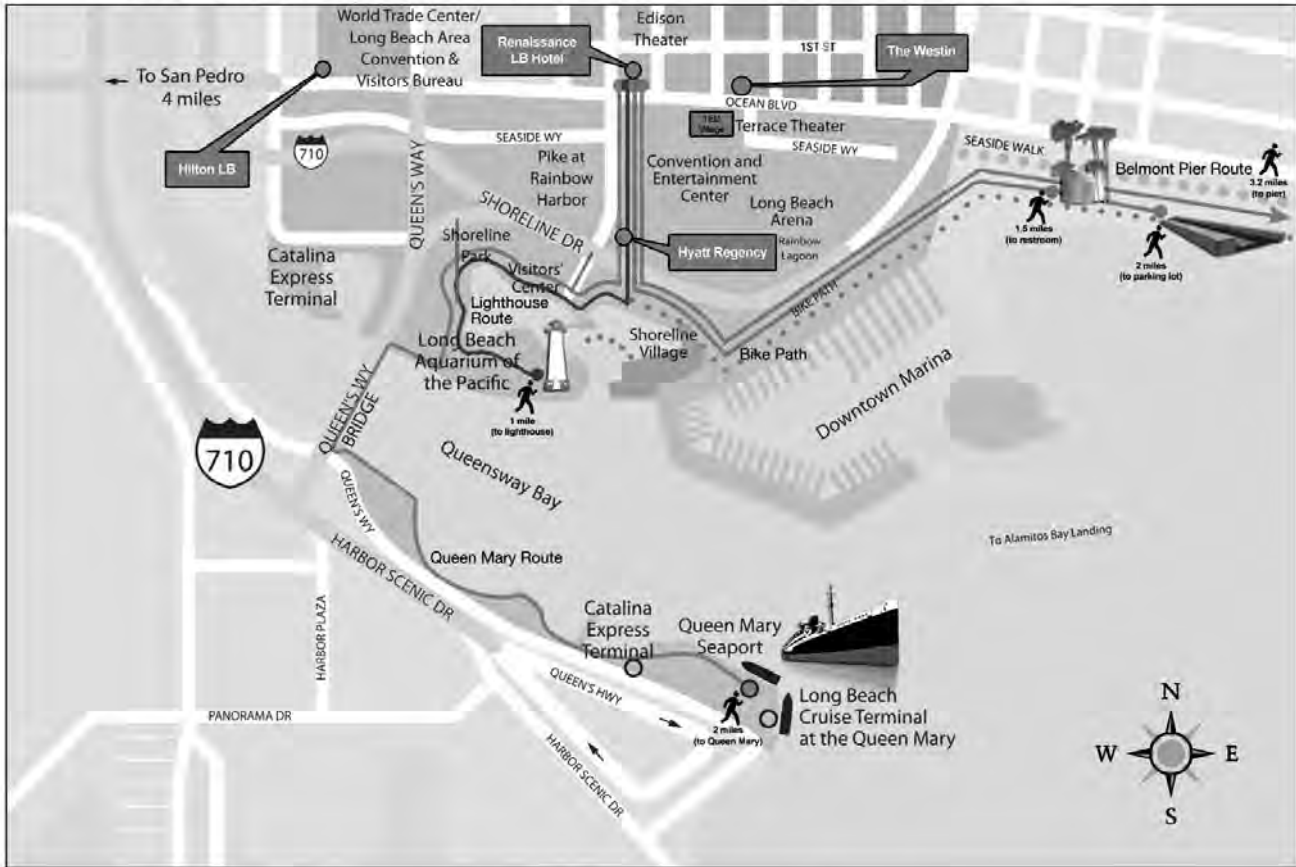 World Trade Center/
Long Beach Area
Convention &
Visitors Bureau
Renaissance
LB Hotel
Edison
Theater
1ST ST
The Westin
To San Pedro
4 miles
OCEAN BLVD
Terrace Theater
SEASIDE WY
SEASIDE WY
SEASIDE WALK
Belmont Pier Route
3.2 miles
(to pier)
Hilton LB
710
QUEEN'S WAY
Pike at
Rainbow
Harbor
Convention and
Entertainment
Center
Long Beach
Arena
Rainbow
Lagoon
1.5 miles
(to restroom)
2 miles
(to parking lot)
SHORELINE DR
Shoreline
Park
Hyatt Regency
Catalina
Express
Terminal
Visitors'
Center
Lighthouse
Route
BIKE PATH
Long Beach
Aquarium of
the Pacific
Shoreline
Village
Bike Path
Downtown Marina
1 mile
(to lighthouse)
QUEEN'S WY
BRIDGE
710
Queensway Bay
QUEEN'S WY
To Alamitos Bay Landing
HARBOR SCENIC DR
Queen Mary Route
HARBOR PLAZA
Catalina
Express
Terminal
Queen Mary
Seaport
QUEEN'S HWY
PANORAMA DR
2 miles
(to Queen Mary)
Long Beach
Cruise Terminal
at the Queen Mary
HARBOR SCENIC DR
N
W
E
S